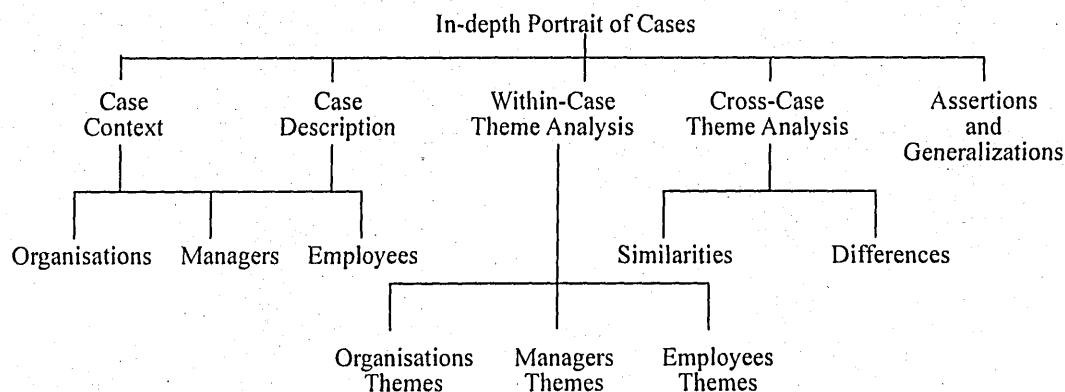 In-depth Portrait of Cases
Case
Context
Case
Description
Within-Case
Theme Analysis
Cross-Case
Theme Analysis
Assertions
and
Generalizations
Organisations
Managers
Employees
Similarities
Differences
Organisations
Themes
Managers
Themes
Employees
Themes